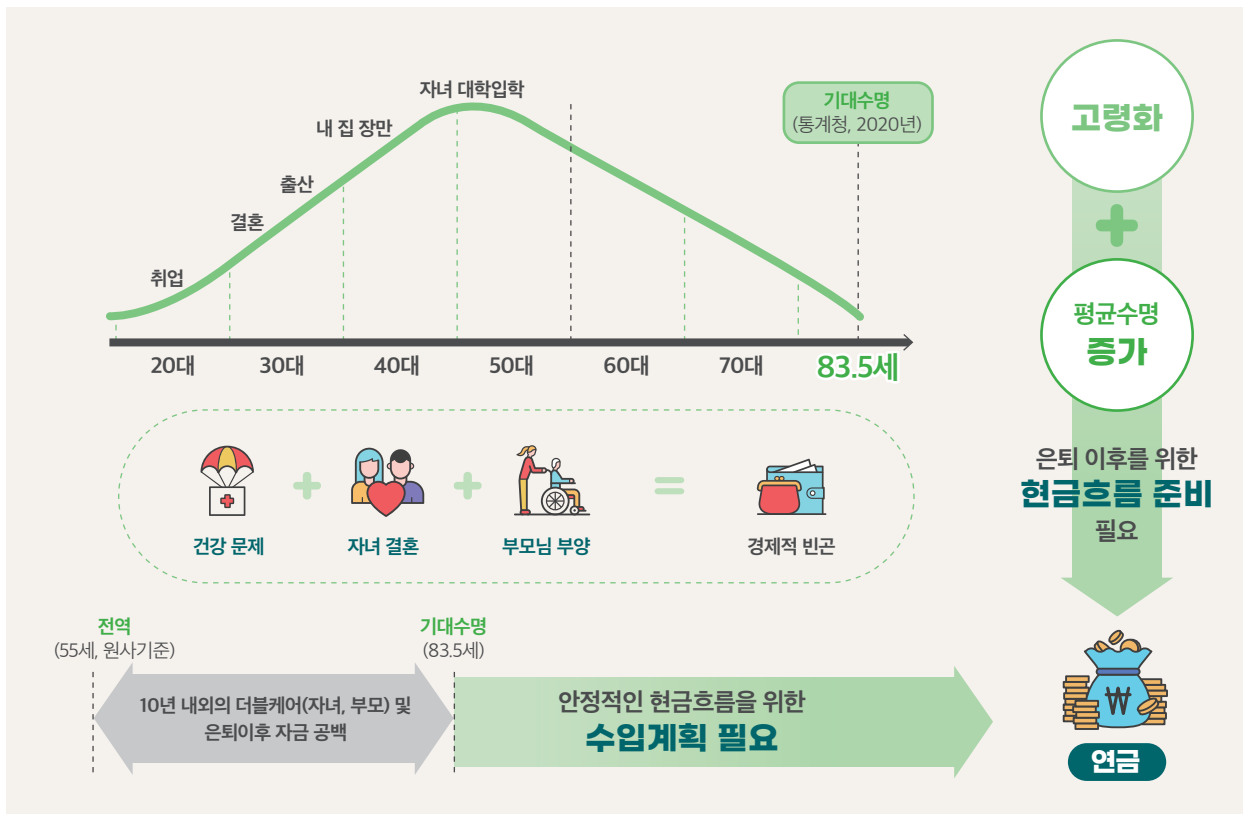 자녀 대학입학
내 집 장만
출산
결혼
취업
기대수명
(통계청, 2020년)
20대
30대
40대
50대
60대
70대
83.5세
건강 문제
자녀 결혼
부모님 부양
경제적 빈곤
전역
(55세, 원사기준)
기대수명
(83.5세)
10년 내외의 더블케어(자녀, 부모) 및
은퇴이후 자금 공백
안정적인 현금흐름을 위한
수입계획 필요
고령화
평균수명
증가
은퇴 이후를 위한
현금흐름 준비
필요
연금